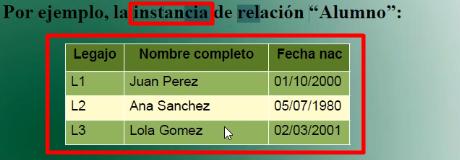 Por ejemplo, la instancia de relación “Alumno”:
Legajo Nombre completo Fecha nac
L1 Juan Perez 01/10/2000
L2 Ana Sanchez 05/07/1980
L3 Lola Gomez 02/03/2001